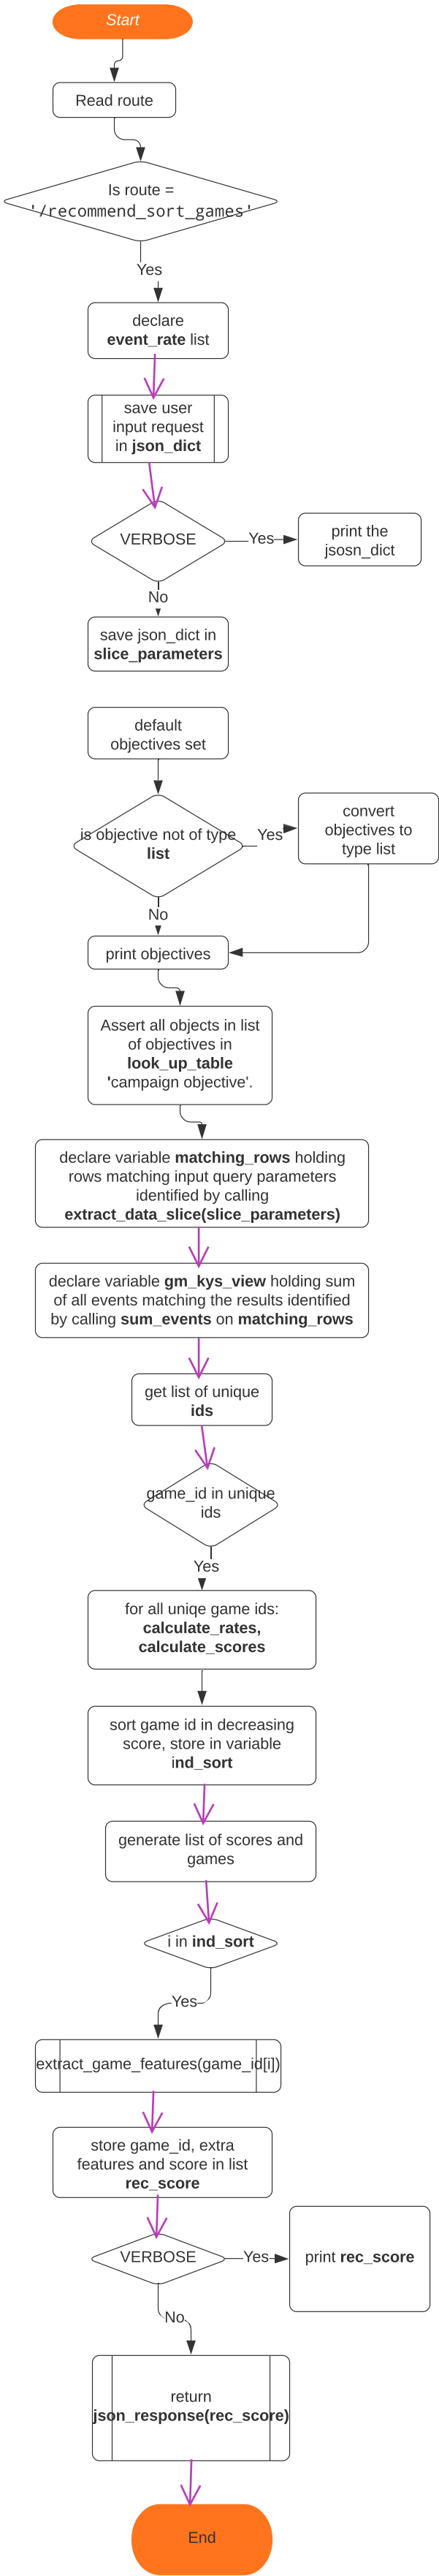 Start
Read route
Is route =
'/recommend_sort_games'
Yes
declare
event_rate list
save user
input request
in json_dict
VERBOSE
Yes
print the
jsosn_dict
No
save json_dict in
slice_parameters
default
objectives set
is objective not of type
list
Yes
convert
objectives to
type list
No
print objectives
Assert all objects in list
of objectives in
look_up_table
'campaign objective'.
declare variable matching_rows holding
rows matching input query parameters
identified by calling
extract_data_slice(slice_parameters)
declare variable gm_kys_view holding sum
of all events matching the results identified
by calling sum_events on matching_rows
get list of unique
ids
game_id in unique
ids
Yes
for all uniqe game ids:
calculate_rates,
calculate_scores
sort game id in decreasing
score, store in variable
ind_sort
generate list of scores and
games
i in ind_sort
Yes
extract_game_features(game_id[i])
store game_id, extra
features and score in list
rec_score
VERBOSE
Yes
print rec_score
No
return
json_response(rec_score)
End